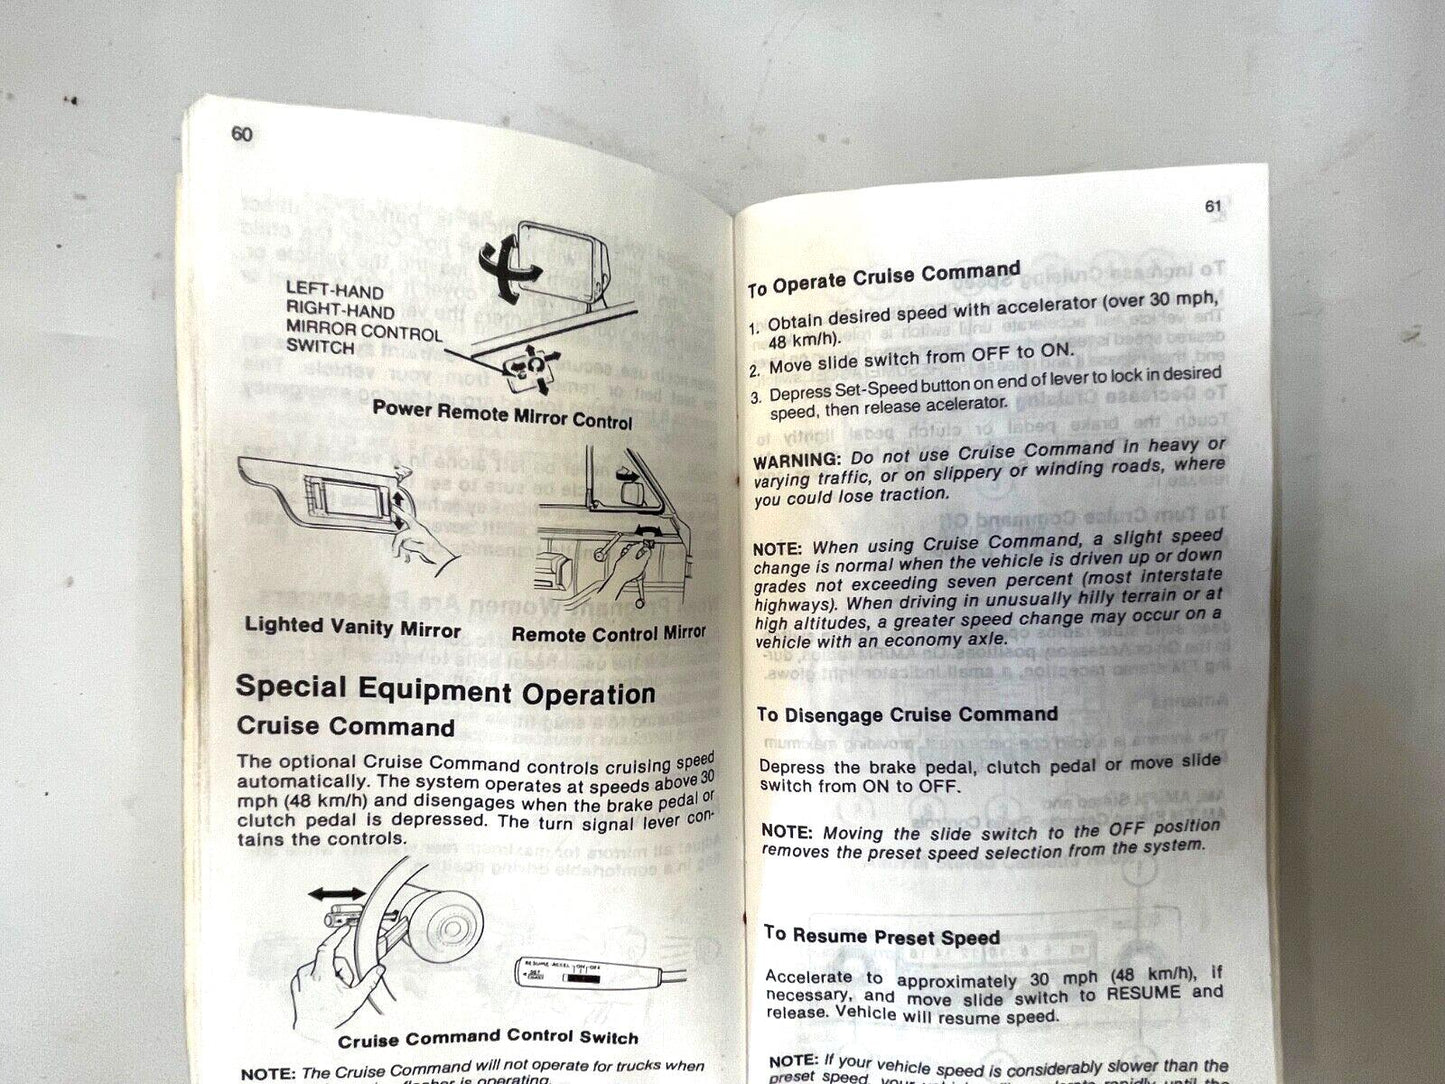 60
LEFT-HAND
RIGHT-HAND
MIRROR CONTROL
SWITCH
Power Remote Mirror Control
Lighted Vanity Mirror
Remote Control Mirror
Special Equipment Operation
Cruise Command
The optional Cruise Command controls cruising speed
automatically. The system operates at speeds above 30
mph (48 km/h) and disengages when the brake pedal or
clutch pedal is depressed. The turn signal lever con-
tains the controls.
RESUME ACCEL ON OFF
SET
Cruise Command Control Switch
NOTE: The Cruise Command will not operate for trucks when
flasher is operating.
61
To Operate Cruise Command
1. Obtain desired speed with accelerator (over 30 mph,
48 km/h).
2. Move slide switch from OFF to ON.
3. Depress Set-Speed button on end of lever to lock in desired
speed, then release acelerator.
WARNING: Do not use Cruise Command in heavy or
varying traffic, or on slippery or winding roads, where
you could lose traction.
NOTE: When using Cruise Command, a slight speed
change is normal when the vehicle is driven up or down
grades not exceeding seven percent (most interstate
highways). When driving in unusually hilly terrain or at
high altitudes, a greater speed change may occur on a
vehicle with an economy axle.
To Disengage Cruise Command
Depress the brake pedal, clutch pedal or move slide
switch from ON to OFF.
NOTE: Moving the slide switch to the OFF position
removes the preset speed selection from the system.
To Resume Preset Speed
Accelerate to approximately 30 mph (48 km/h), if
necessary, and move slide switch to RESUME and
release. Vehicle will resume speed.
NOTE: If your vehicle speed is considerably slower than the
preset speed, your rapidly until the